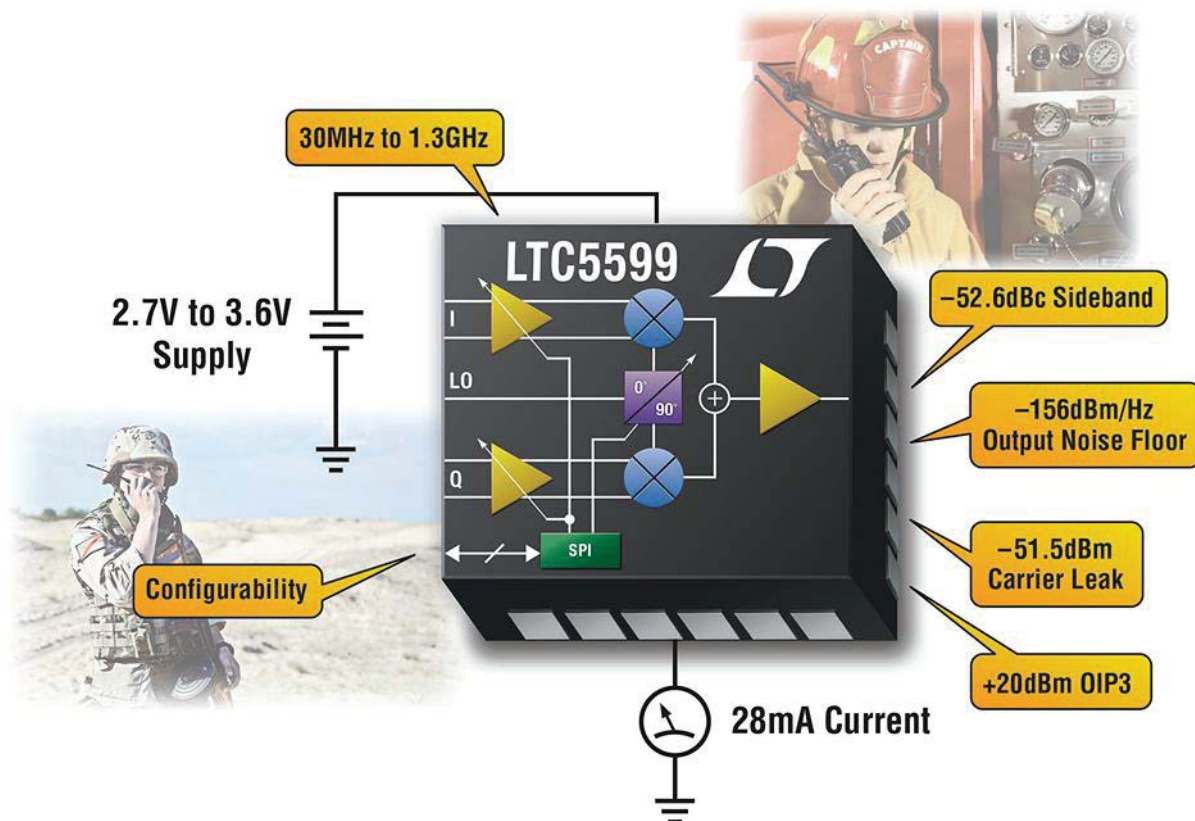 CAPTAIN
30MHz to 1.3GHz
LTC5599
2.7V to 3.6V
Supply
I
LO
0°
90°
Q
SPI
Configurability
–52.6dBc Sideband
–156dBm/Hz
Output Noise Floor
–51.5dBm
Carrier Leak
+20dBm OIP3
28mA Current